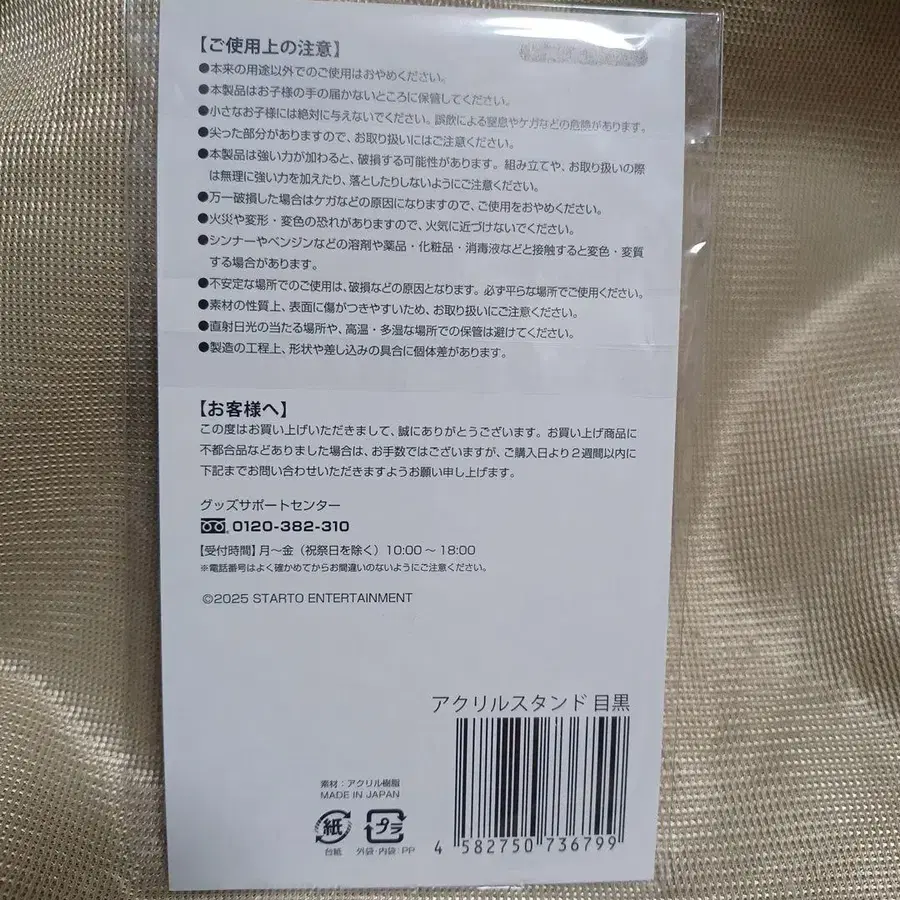 【ご使用上の注意】
●本来の用途以外でのご使用はおやめください。
●本製品はお子様の手の届かないところに保管してください。
●小さなお子様には絶対に与えないでください。誤飲による窒息やケガなどの危険があります。
●尖った部分がありますので、お取り扱いにはご注意ください。
●本製品は強い力が加わると、破損する可能性があります。組み立てや、お取り扱いの際
は無理に強い力を加えたり、落としたりしないようにご注意ください。
●万一破損した場合はケガなどの原因になりますので、ご使用をおやめください。
●火災や変形・変色の恐れがありますので、火気に近づけないでください。
●シンナーやベンジンなどの溶剤や薬品・化粧品・消毒液などと接触すると変色・変質
する場合があります。
●不安定な場所でのご使用は、破損などの原因となります。必ず平らな場所でご使用ください。
●素材の性質上、表面に傷がつきやすいため、お取り扱いにご注意ください。
●直射日光の当たる場所や、高温・多湿な場所での保管は避けてください。
●製造の工程上、形状や差し込みの具合に個体差があります。
【お客様へ】
この度はお買い上げいただきまして、誠にありがとうございます。お買い上げ商品に
不都合品などありました場合は、お手数ではございますが、ご購入日より2週間以内に
下記までお問い合わせいただきますようお願い申し上げます。
グッズサポートセンター
0120-382-310
【受付時間】月～金（祝祭日を除く）10:00～18:00
※電話番号はよく確かめてからお間違いのないようにご注意ください。
©2025 STARTO ENTERTAINMENT
アクリルスタンド 目黒
素材：アクリル樹脂
MADE IN JAPAN
紙 プラ
台紙 外袋・内袋：PP
4 582750 736799